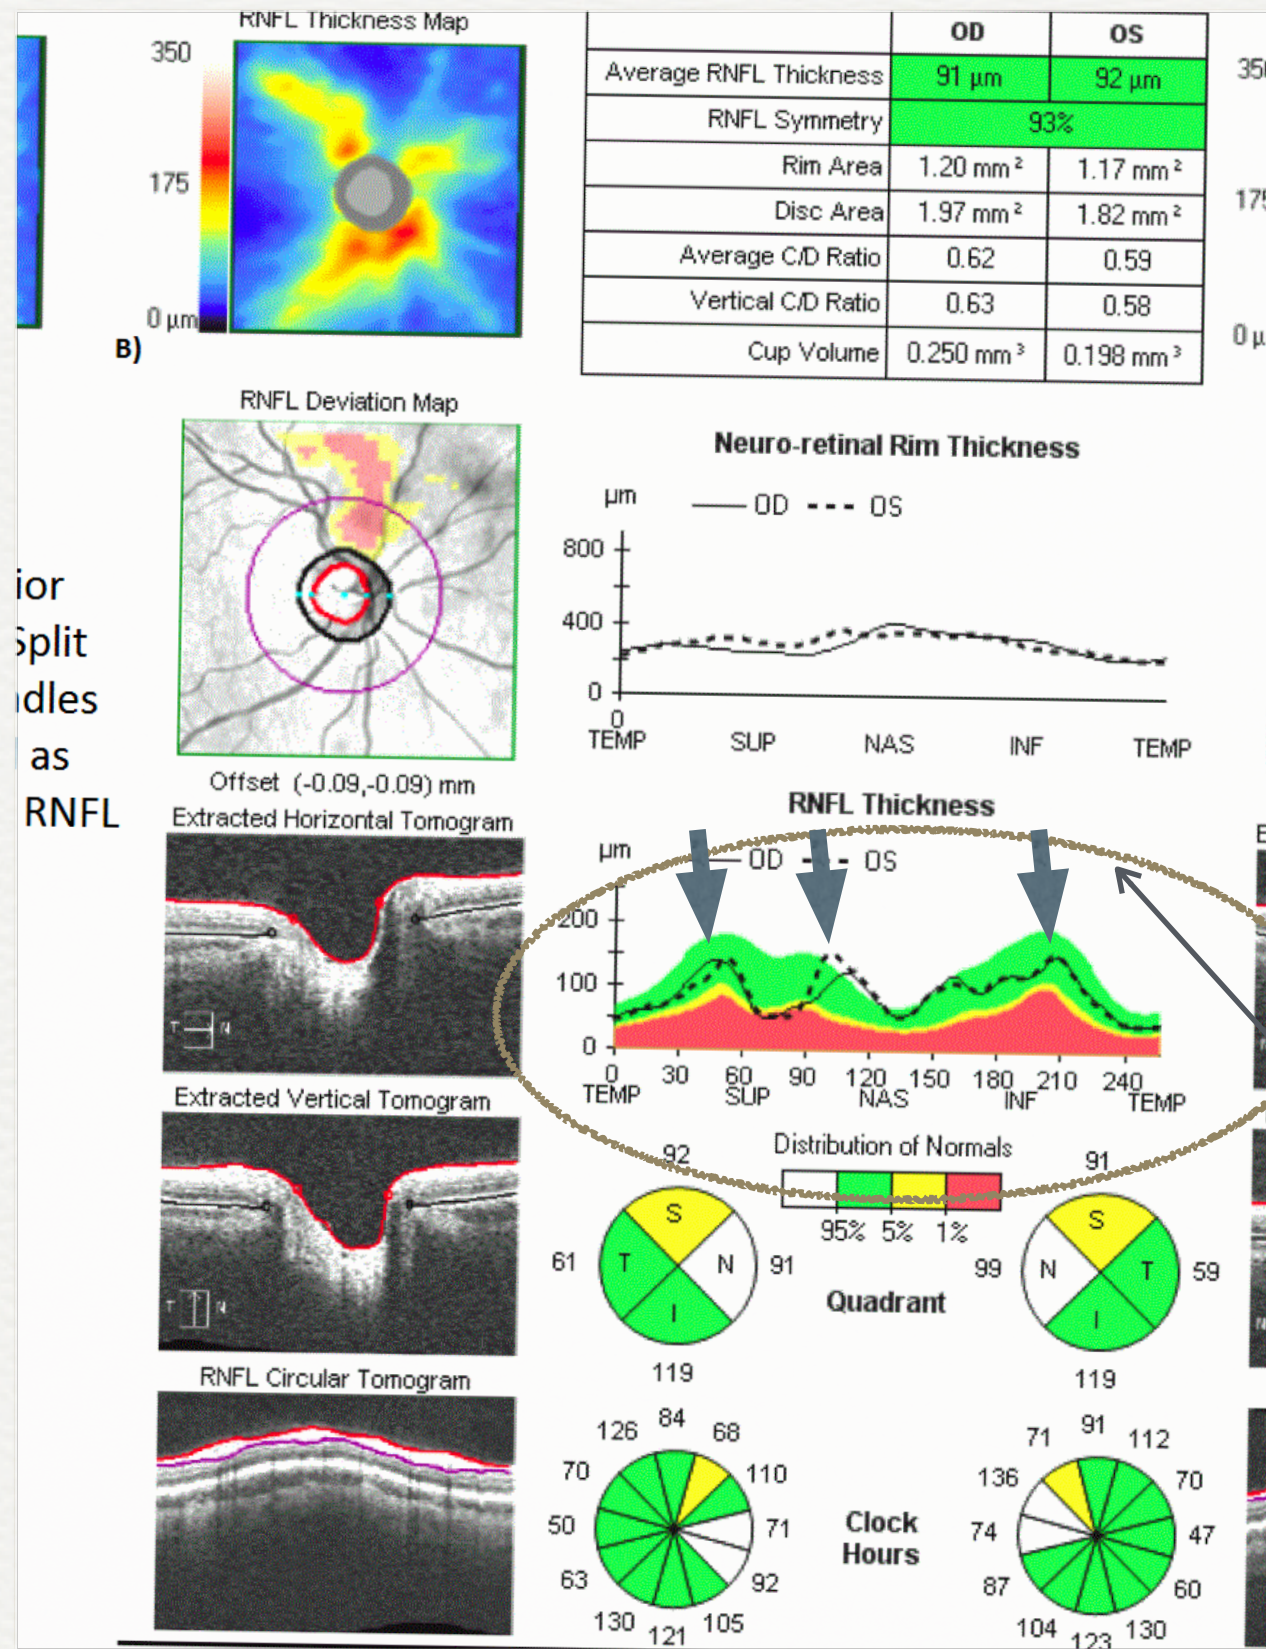 RNFL Thickness Map
350
175
0 µm
B)
OD OS
Average RNFL Thickness 91 µm 92 µm
RNFL Symmetry 93%
Rim Area 1.20 mm² 1.17 mm²
Disc Area 1.97 mm² 1.82 mm²
Average C/D Ratio 0.62 0.59
Vertical C/D Ratio 0.63 0.58
Cup Volume 0.250 mm³ 0.198 mm³
175
RNFL Deviation Map
Offset (-0.09,-0.09) mm
Split
as
RNFL
Neuro-retinal Rim Thickness
µm
OD OS
800
400
0
0
TEMP SUP NAS INF TEMP
Extracted Horizontal Tomogram
T N
Extracted Vertical Tomogram
T N
RNFL Circular Tomogram
RNFL Thickness
µm
OD OS
200
100
0
0 30 60 90 120 150 180 210 240
TEMP SUP NAS INF TEMP
Distribution of Normals
95% 5% 1%
92
S
61 T N 91
I
119
Quadrant
91
S
99 N T 59
I
119
84
126 68
70 110
50 71
63 92
130 105
121
Clock
Hours
91
71 112
136 70
74 47
87 60
104 130
123